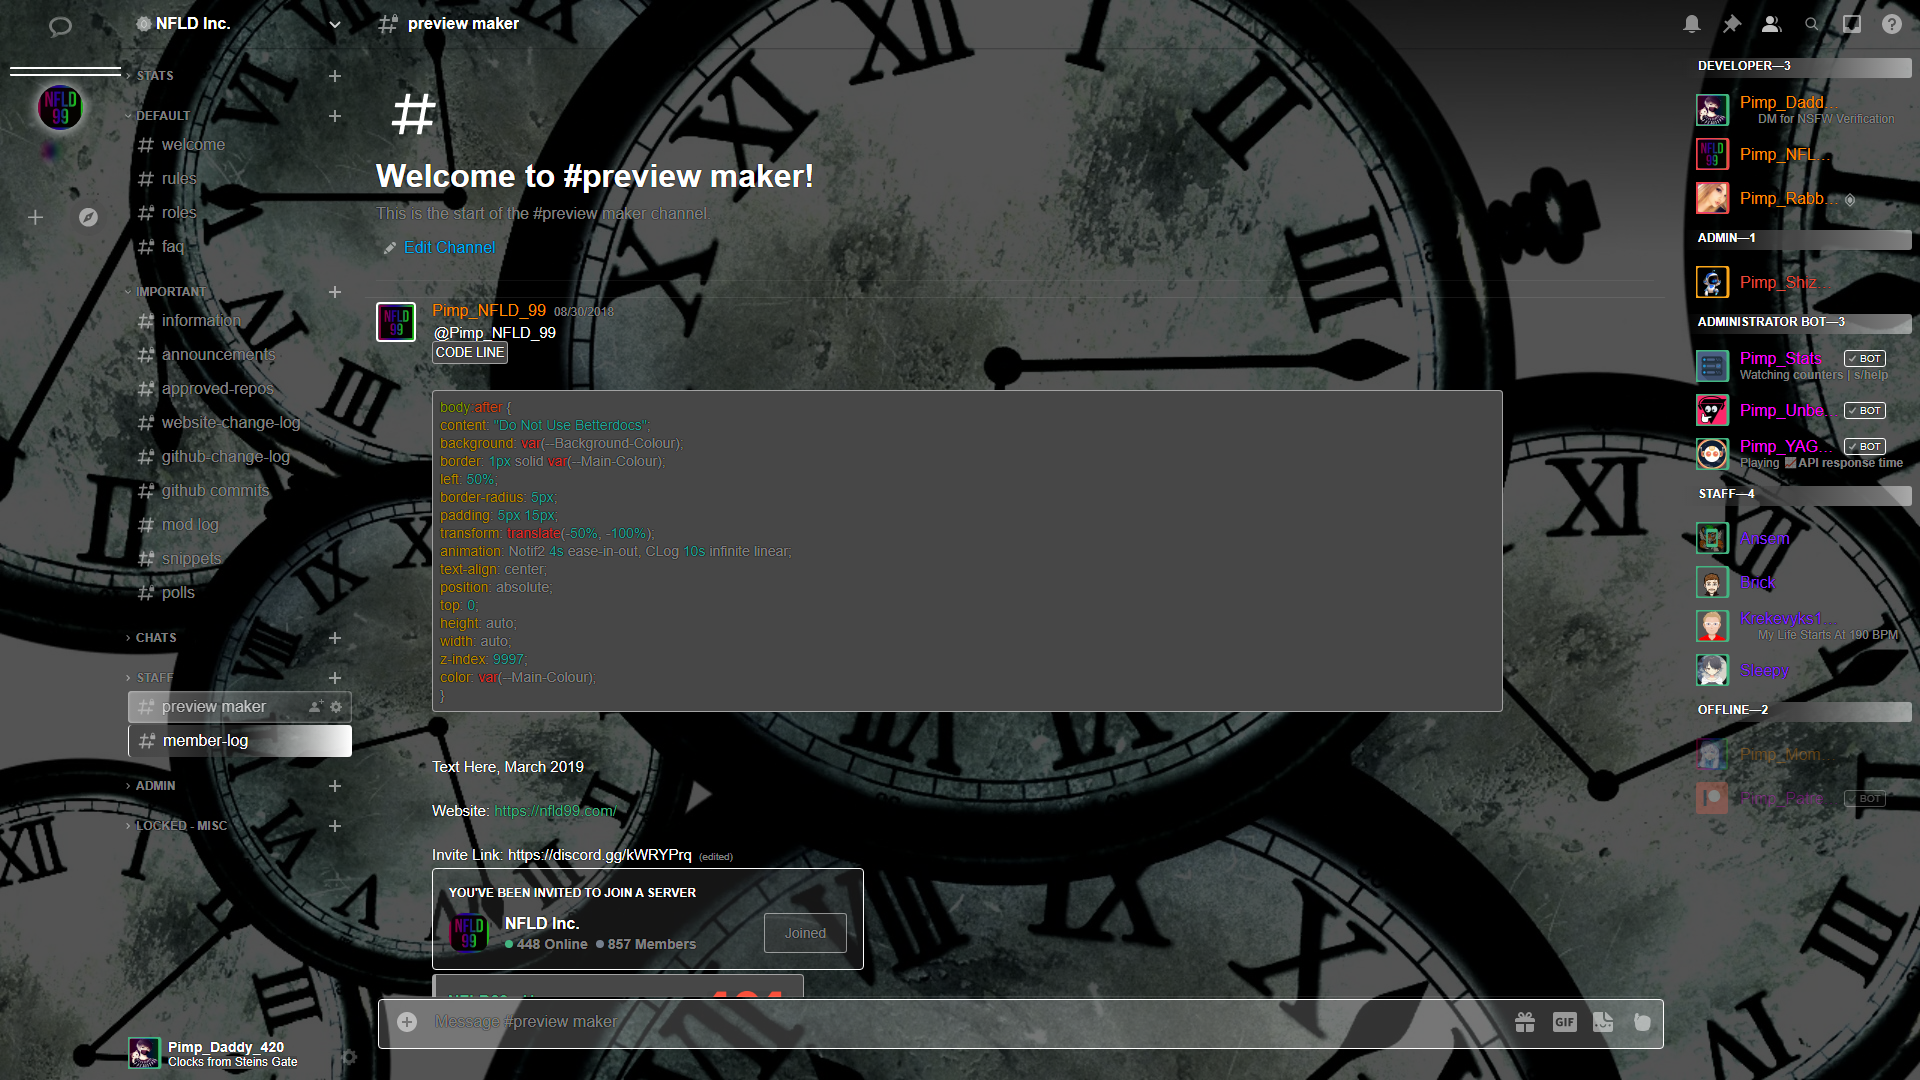 NFLD Inc.
preview maker
STATS
DEFAULT
welcome
rules
roles
faq
IMPORTANT
information
announcements
approved-repos
website-change-log
github-change-log
github commits
mod log
snippets
polls
CHATS
STAFF
preview maker
member-log
ADMIN
LOCKED - MISC
Pimp_Daddy_420
Clocks from Steins Gate
NFLD
99
#
Welcome to #preview maker!
This is the start of the #preview maker channel.
Edit Channel
NFLD
99
Pimp_NFLD_99 08/30/2018
@Pimp_NFLD_99
CODE LINE
body:after {
content: "Do Not Use Betterdocs";
background: var(--Background-Colour);
border: 1px solid var(--Main-Colour);
left: 50%;
border-radius: 5px;
padding: 5px 15px;
transform: translate(-50%, -100%);
animation: Notif2 4s ease-in-out, CLog 10s infinite linear;
text-align: center;
position: absolute;
top: 0;
height: auto;
width: auto;
z-index: 9997;
color: var(--Main-Colour);
}
Text Here, March 2019
Website: https://nfld99.com/
Invite Link: https://discord.gg/kWRYPrq (edited)
YOU'VE BEEN INVITED TO JOIN A SERVER
NFLD
99
NFLD Inc.
448 Online 857 Members
Joined
Message #preview maker
GIF
DEVELOPER—3
Pimp_Dadd...
DM for NSFW Verification
NFLD
99
Pimp_NFL...
Pimp_Rabb...
ADMIN—1
Pimp_Shiz...
ADMINISTRATOR BOT—3
Pimp_Stats
BOT
Watching counters | s/help
Pimp_Unbe...
BOT
Pimp_YAG...
BOT
Playing API response time
STAFF—4
Ansem
Brick
Krekevyks1...
My Life Starts At 190 BPM
Sleepy
OFFLINE—2
Pimp_Mom...
BOT